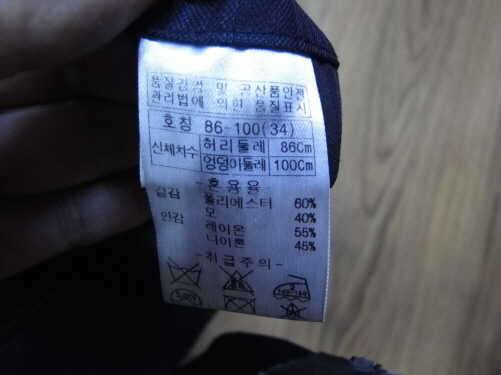 품질경영 및 공산품안전
관리법에 의한 품질표시
호칭 86-100(34)
신체치수 허리둘레 86Cm
엉덩이둘레 100Cm
- 혼용율 -
겉감 폴리에스터 60%
모 40%
안감 레이온 55%
나이론 45%
- 취급주의 -